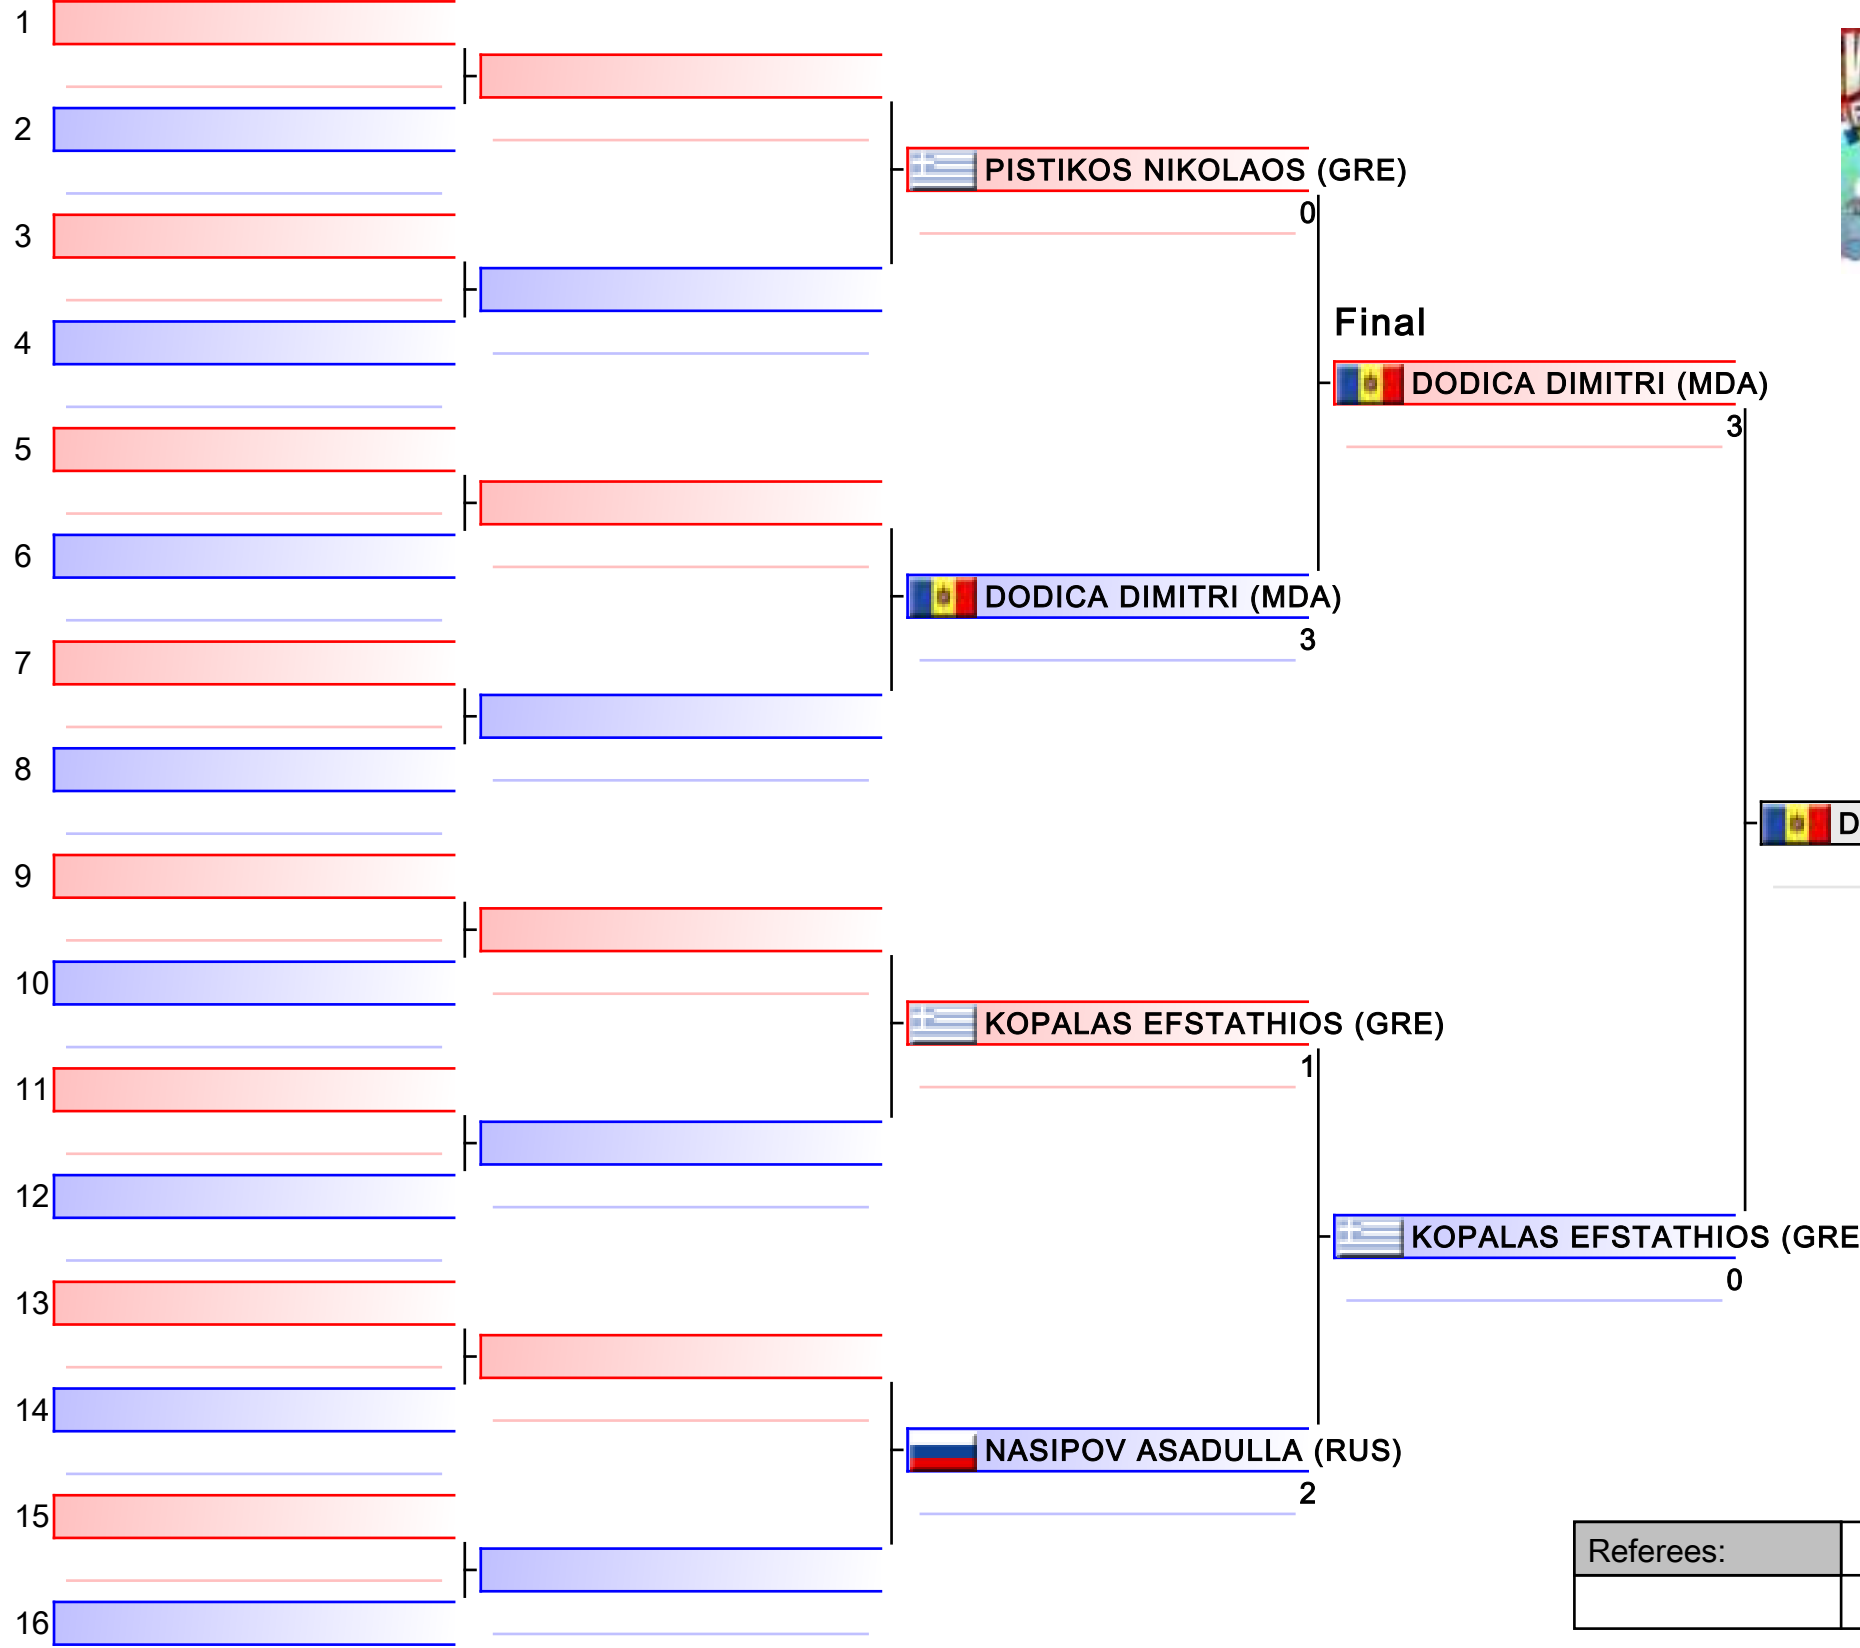 1
2
PISTIKOS NIKOLAOS (GRE)
0
3
Final
4
DODICA DIMITRI (MDA)
3
5
6
DODICA DIMITRI (MDA)
3
7
8
D
9
10
KOPALAS EFSTATHIOS (GRE)
1
11
12
KOPALAS EFSTATHIOS (GRE
0
13
14
NASIPOV ASADULLA (RUS)
2
15
Referees:
16